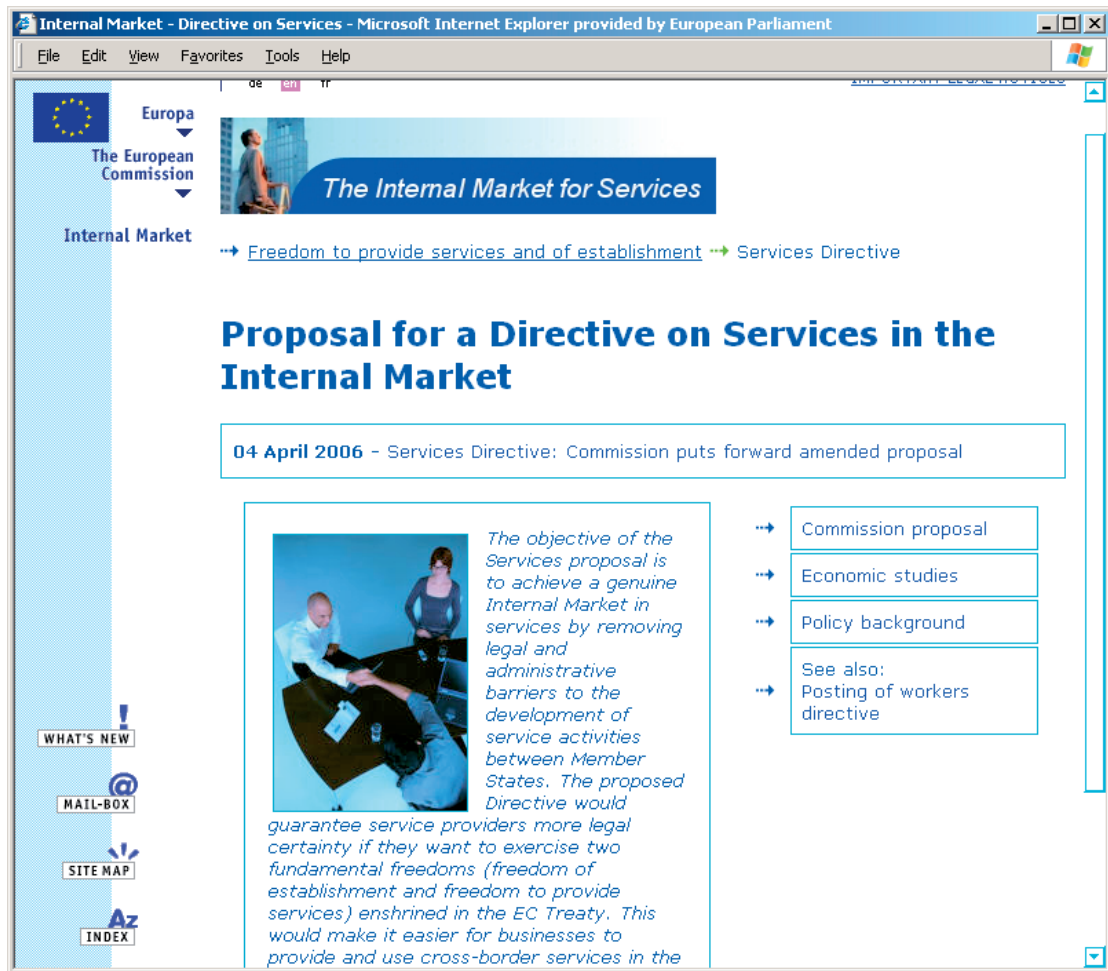 Internal Market - Directive on Services - Microsoft Internet Explorer provided by European Parliament
File Edit View Favorites Tools Help
de en fr
IMPORTANT LEGAL NOTICES
Europa
The European
Commission
Internal Market
The Internal Market for Services
Freedom to provide services and of establishment Services Directive
Proposal for a Directive on Services in the
Internal Market
04 April 2006 - Services Directive: Commission puts forward amended proposal
The objective of the
Services proposal is
to achieve a genuine
Internal Market in
services by removing
legal and
administrative
barriers to the
development of
service activities
between Member
States. The proposed
Directive would
guarantee service providers more legal
certainty if they want to exercise two
fundamental freedoms (freedom of
establishment and freedom to provide
services) enshrined in the EC Treaty. This
would make it easier for businesses to
provide and use cross-border services in the
Commission proposal
Economic studies
Policy background
See also:
Posting of workers
directive
!
WHAT'S NEW
@
MAIL-BOX
SITE MAP
Az
INDEX